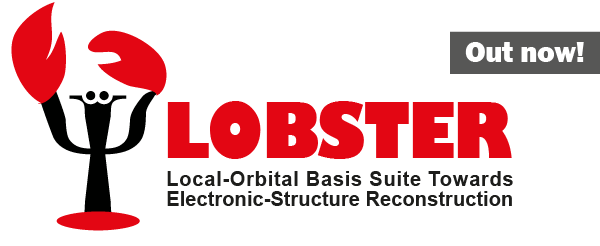 Out now!
LOBSTER
Local-Orbital Basis Suite Towards
Electronic-Structure Reconstruction